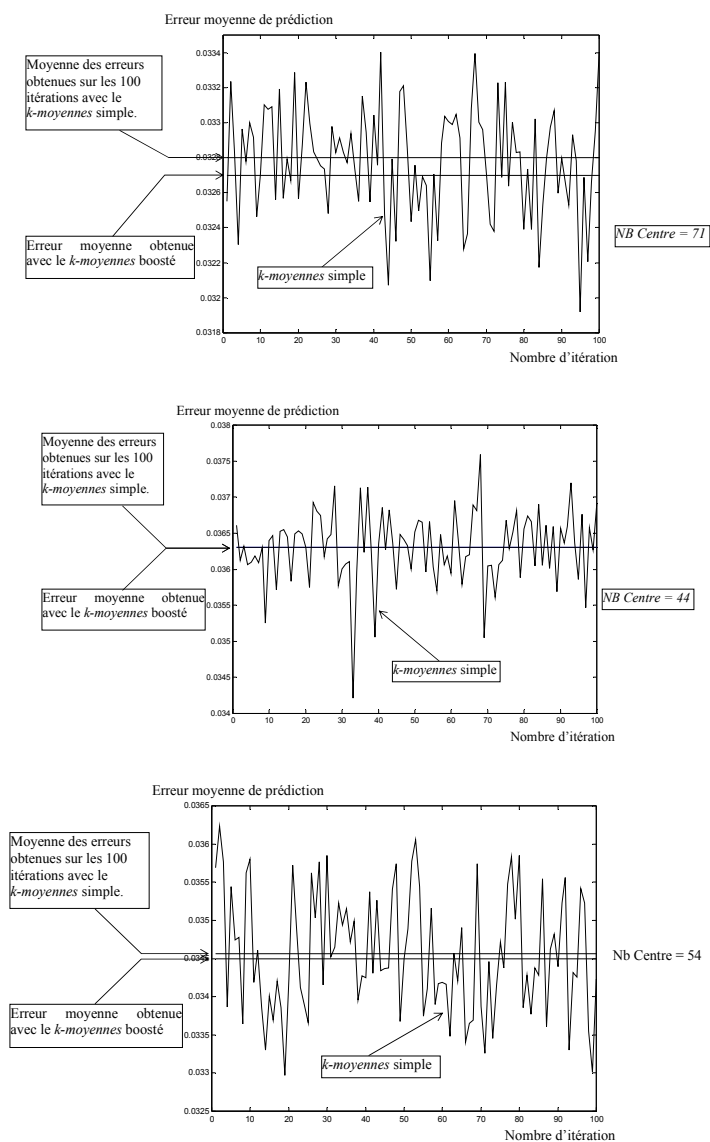 Erreur moyenne de prédiction
0.0334
0.0332
0.033
0.0328
0.0326
0.0324
0.0322
0.032
0.0318
0 10 20 30 40 50 60 70 80 90 100
Nombre d'itération
Moyenne des erreurs
obtenues sur les 100
itérations avec le
k-moyennes simple.
Erreur moyenne obtenue
avec le k-moyennes boosté
k-moyennes simple
NB Centre = 71
Erreur moyenne de prédiction
0.038
0.0375
0.037
0.0365
0.036
0.0355
0.035
0.0345
0.034
0 10 20 30 40 50 60 70 80 90 100
Nombre d'itération
Moyenne des erreurs
obtenues sur les 100
itérations avec le
k-moyennes simple.
Erreur moyenne obtenue
avec le k-moyennes boosté
k-moyennes simple
NB Centre = 44
Erreur moyenne de prédiction
0.0365
0.036
0.0355
0.035
0.0345
0.034
0.0335
0.033
0.0325
0 10 20 30 40 50 60 70 80 90 100
Nombre d'itération
Moyenne des erreurs
obtenues sur les 100
itérations avec le
k-moyennes simple.
Erreur moyenne obtenue
avec le k-moyennes boosté
k-moyennes simple
Nb Centre = 54